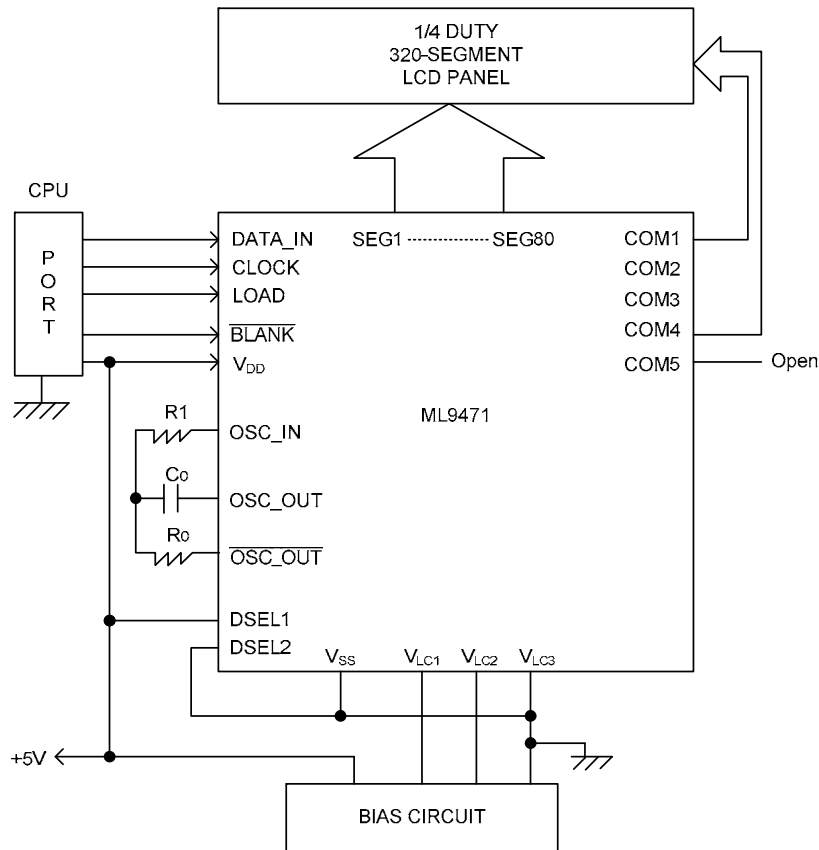 1/4 DUTY
320-SEGMENT
LCD PANEL
CPU
PORT
DATA_IN
CLOCK
LOAD
BLANK
VDD
SEG1 ············ SEG80
COM1
COM2
COM3
COM4
COM5
Open
ML9471
R1
OSC_IN
C0
OSC_OUT
R0
OSC_OUT
DSEL1
DSEL2
VSS
VLC1
VLC2
VLC3
+5V
BIAS CIRCUIT